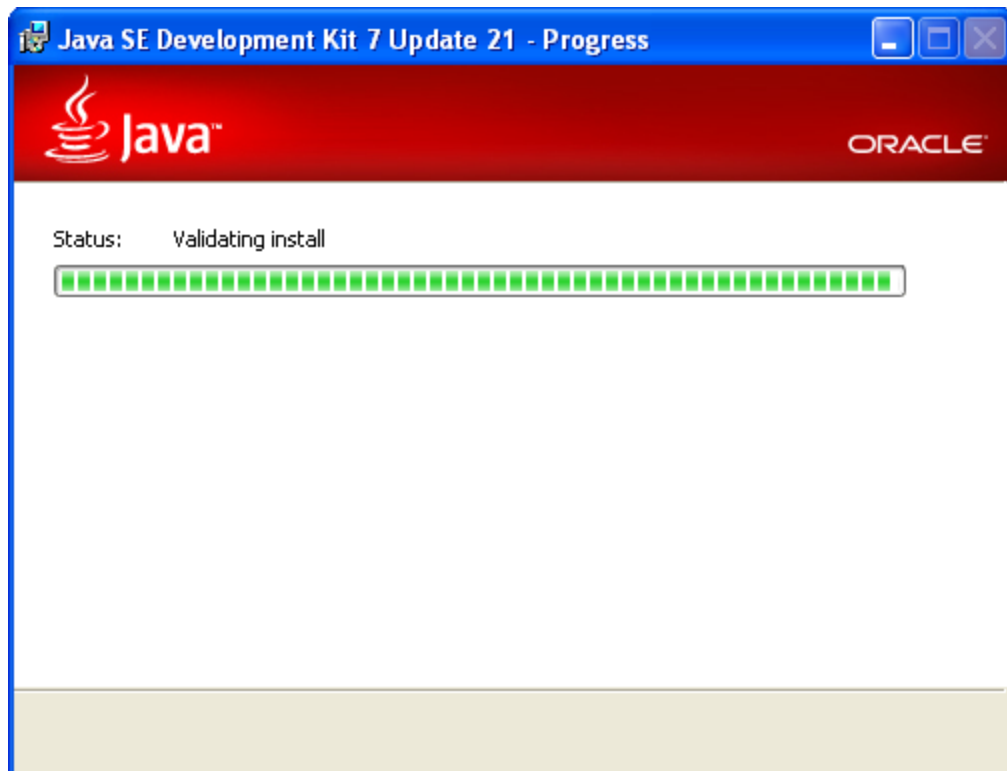 Java SE Development Kit 7 Update 21 - Progress
Java™
ORACLE®
Status: Validating install